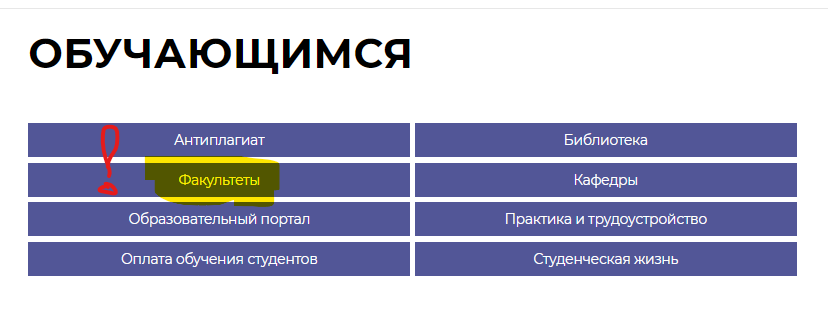 ОБУЧАЮЩИМСЯ
Антиплагиат
Библиотека
Факультеты
Кафедры
Образовательный портал
Практика и трудоустройство
Оплата обучения студентов
Студенческая жизнь